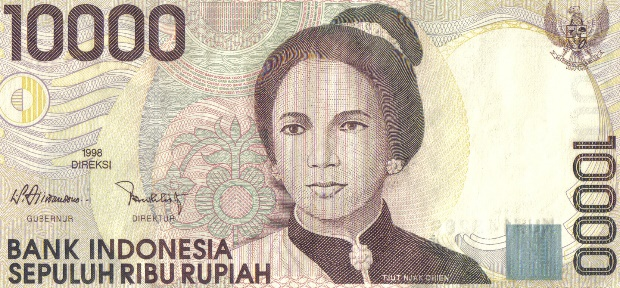 10000
1998
DIREKSI
GUBERNUR
DIREKTUR
BANK INDONESIA
SEPULUH RIBU RUPIAH
TJUT NJAK DHIEN
10000